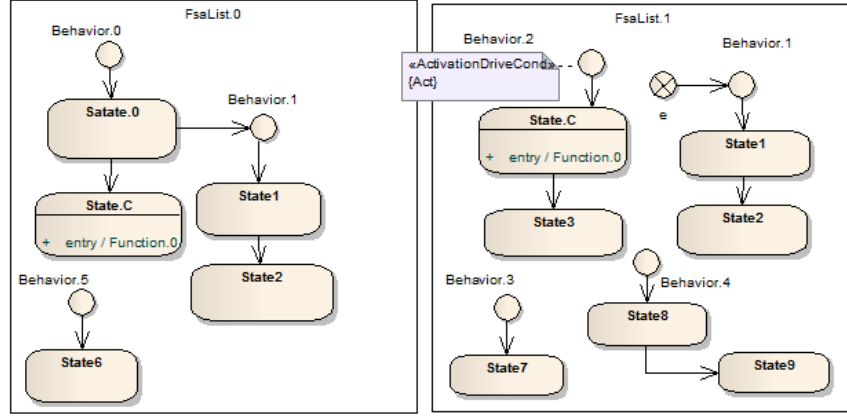 FsaList.0
Behavior.0
Satate.0
Behavior.1
State.C
+ entry / Function.0
State1
State2
Behavior.5
State6
FsaList.1
Behavior.2
«ActivationDriveCond»
{Act}
Behavior.1
e
State.C
+ entry / Function.0
State1
State3
State2
Behavior.3
Behavior.4
State8
State7
State9